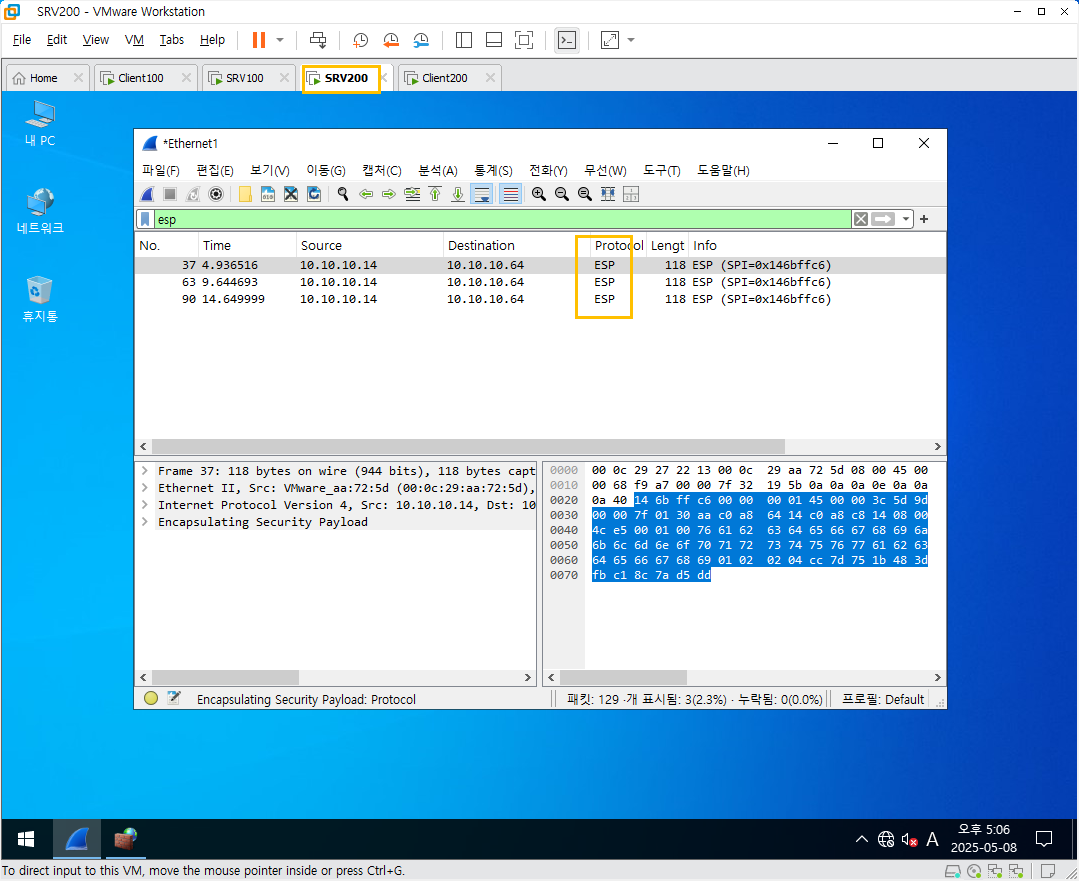 SRV200 - VMware Workstation
File Edit View VM Tabs Help
Home Client100 SRV100 SRV200 Client200
내 PC
네트워크
휴지통
*Ethernet1
파일(F) 편집(E) 보기(V) 이동(G) 캡처(C) 분석(A) 통계(S) 전화(Y) 무선(W) 도구(T) 도움말(H)
esp
No. Time Source Destination Protocol Lengt Info
37 4.936516 10.10.10.14 10.10.10.64 ESP 118 ESP (SPI=0x146bffc6)
63 9.644693 10.10.10.14 10.10.10.64 ESP 118 ESP (SPI=0x146bffc6)
90 14.649999 10.10.10.14 10.10.10.64 ESP 118 ESP (SPI=0x146bffc6)
Frame 37: 118 bytes on wire (944 bits), 118 bytes capt
Ethernet II, Src: VMware_aa:72:5d (00:0c:29:aa:72:5d),
Internet Protocol Version 4, Src: 10.10.10.14, Dst: 10
Encapsulating Security Payload
0000 00 0c 29 27 22 13 00 0c 29 aa 72 5d 08 00 45 00
0010 00 68 f9 a7 00 00 7f 32 19 5b 0a 0a 0a 0e 0a 0a
0020 0a 40 14 6b ff c6 00 00 00 01 45 00 00 3c 5d 9d
0030 00 00 7f 01 30 aa c0 a8 64 14 c0 a8 c8 14 08 00
0040 4c e5 00 01 00 76 61 62 63 64 65 66 67 68 69 6a
0050 6b 6c 6d 6e 6f 70 71 72 73 74 75 76 77 61 62 63
0060 64 65 66 67 68 69 01 02 02 04 cc 7d 75 1b 48 3d
0070 fb c1 8c 7a d5 dd
Encapsulating Security Payload: Protocol
패킷: 129 ·개 표시됨: 3(2.3%) · 누락됨: 0(0.0%)
프로필: Default
A
오후 5:06
2025-05-08
To direct input to this VM, move the mouse pointer inside or press Ctrl+G.